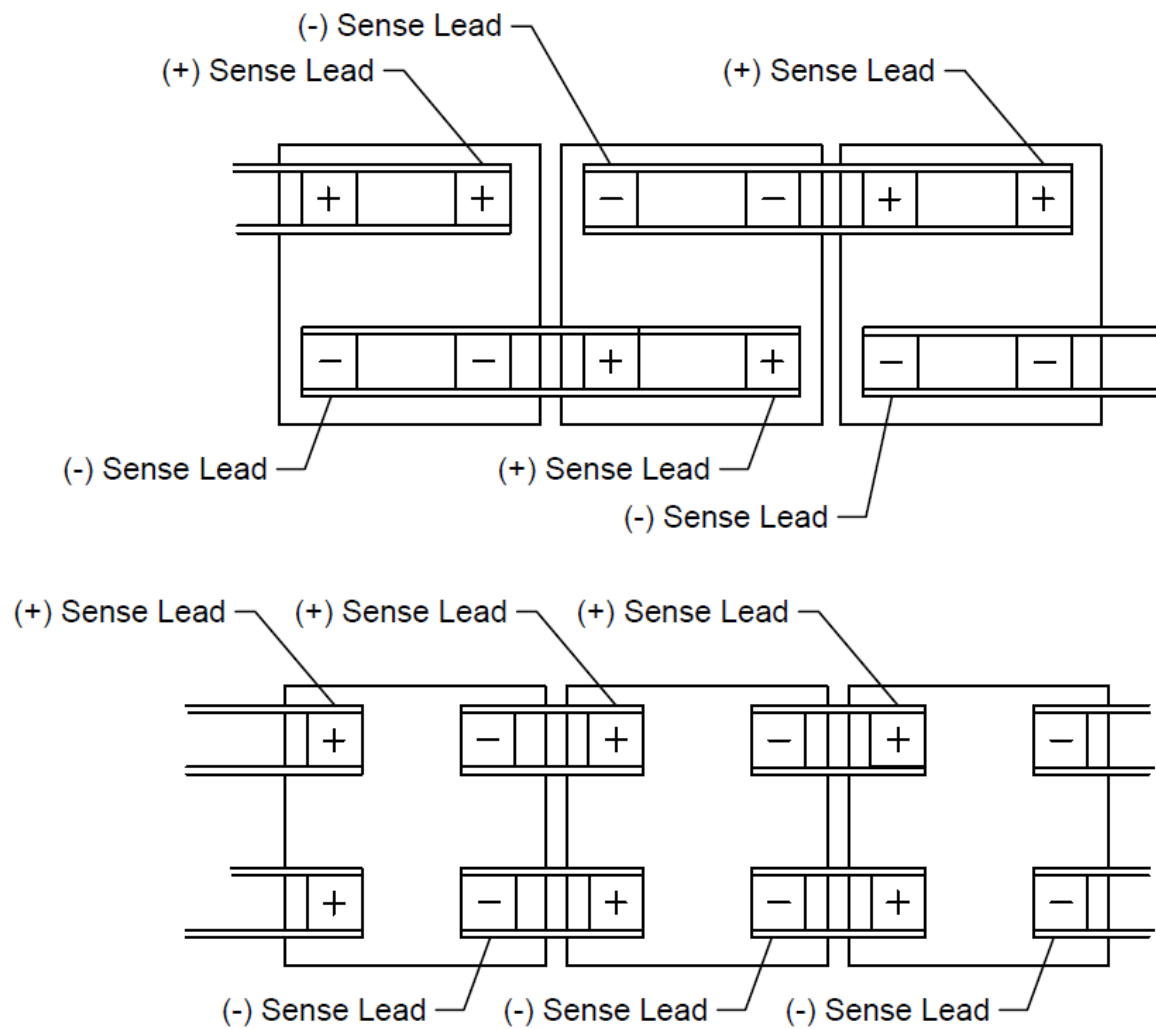 (-) Sense Lead
(+) Sense Lead
(+) Sense Lead
+ + − − + +
− − + + − −
(-) Sense Lead
(+) Sense Lead
(-) Sense Lead
(+) Sense Lead
(+) Sense Lead
(+) Sense Lead
+ − + − + −
+ − + − + −
(-) Sense Lead
(-) Sense Lead
(-) Sense Lead